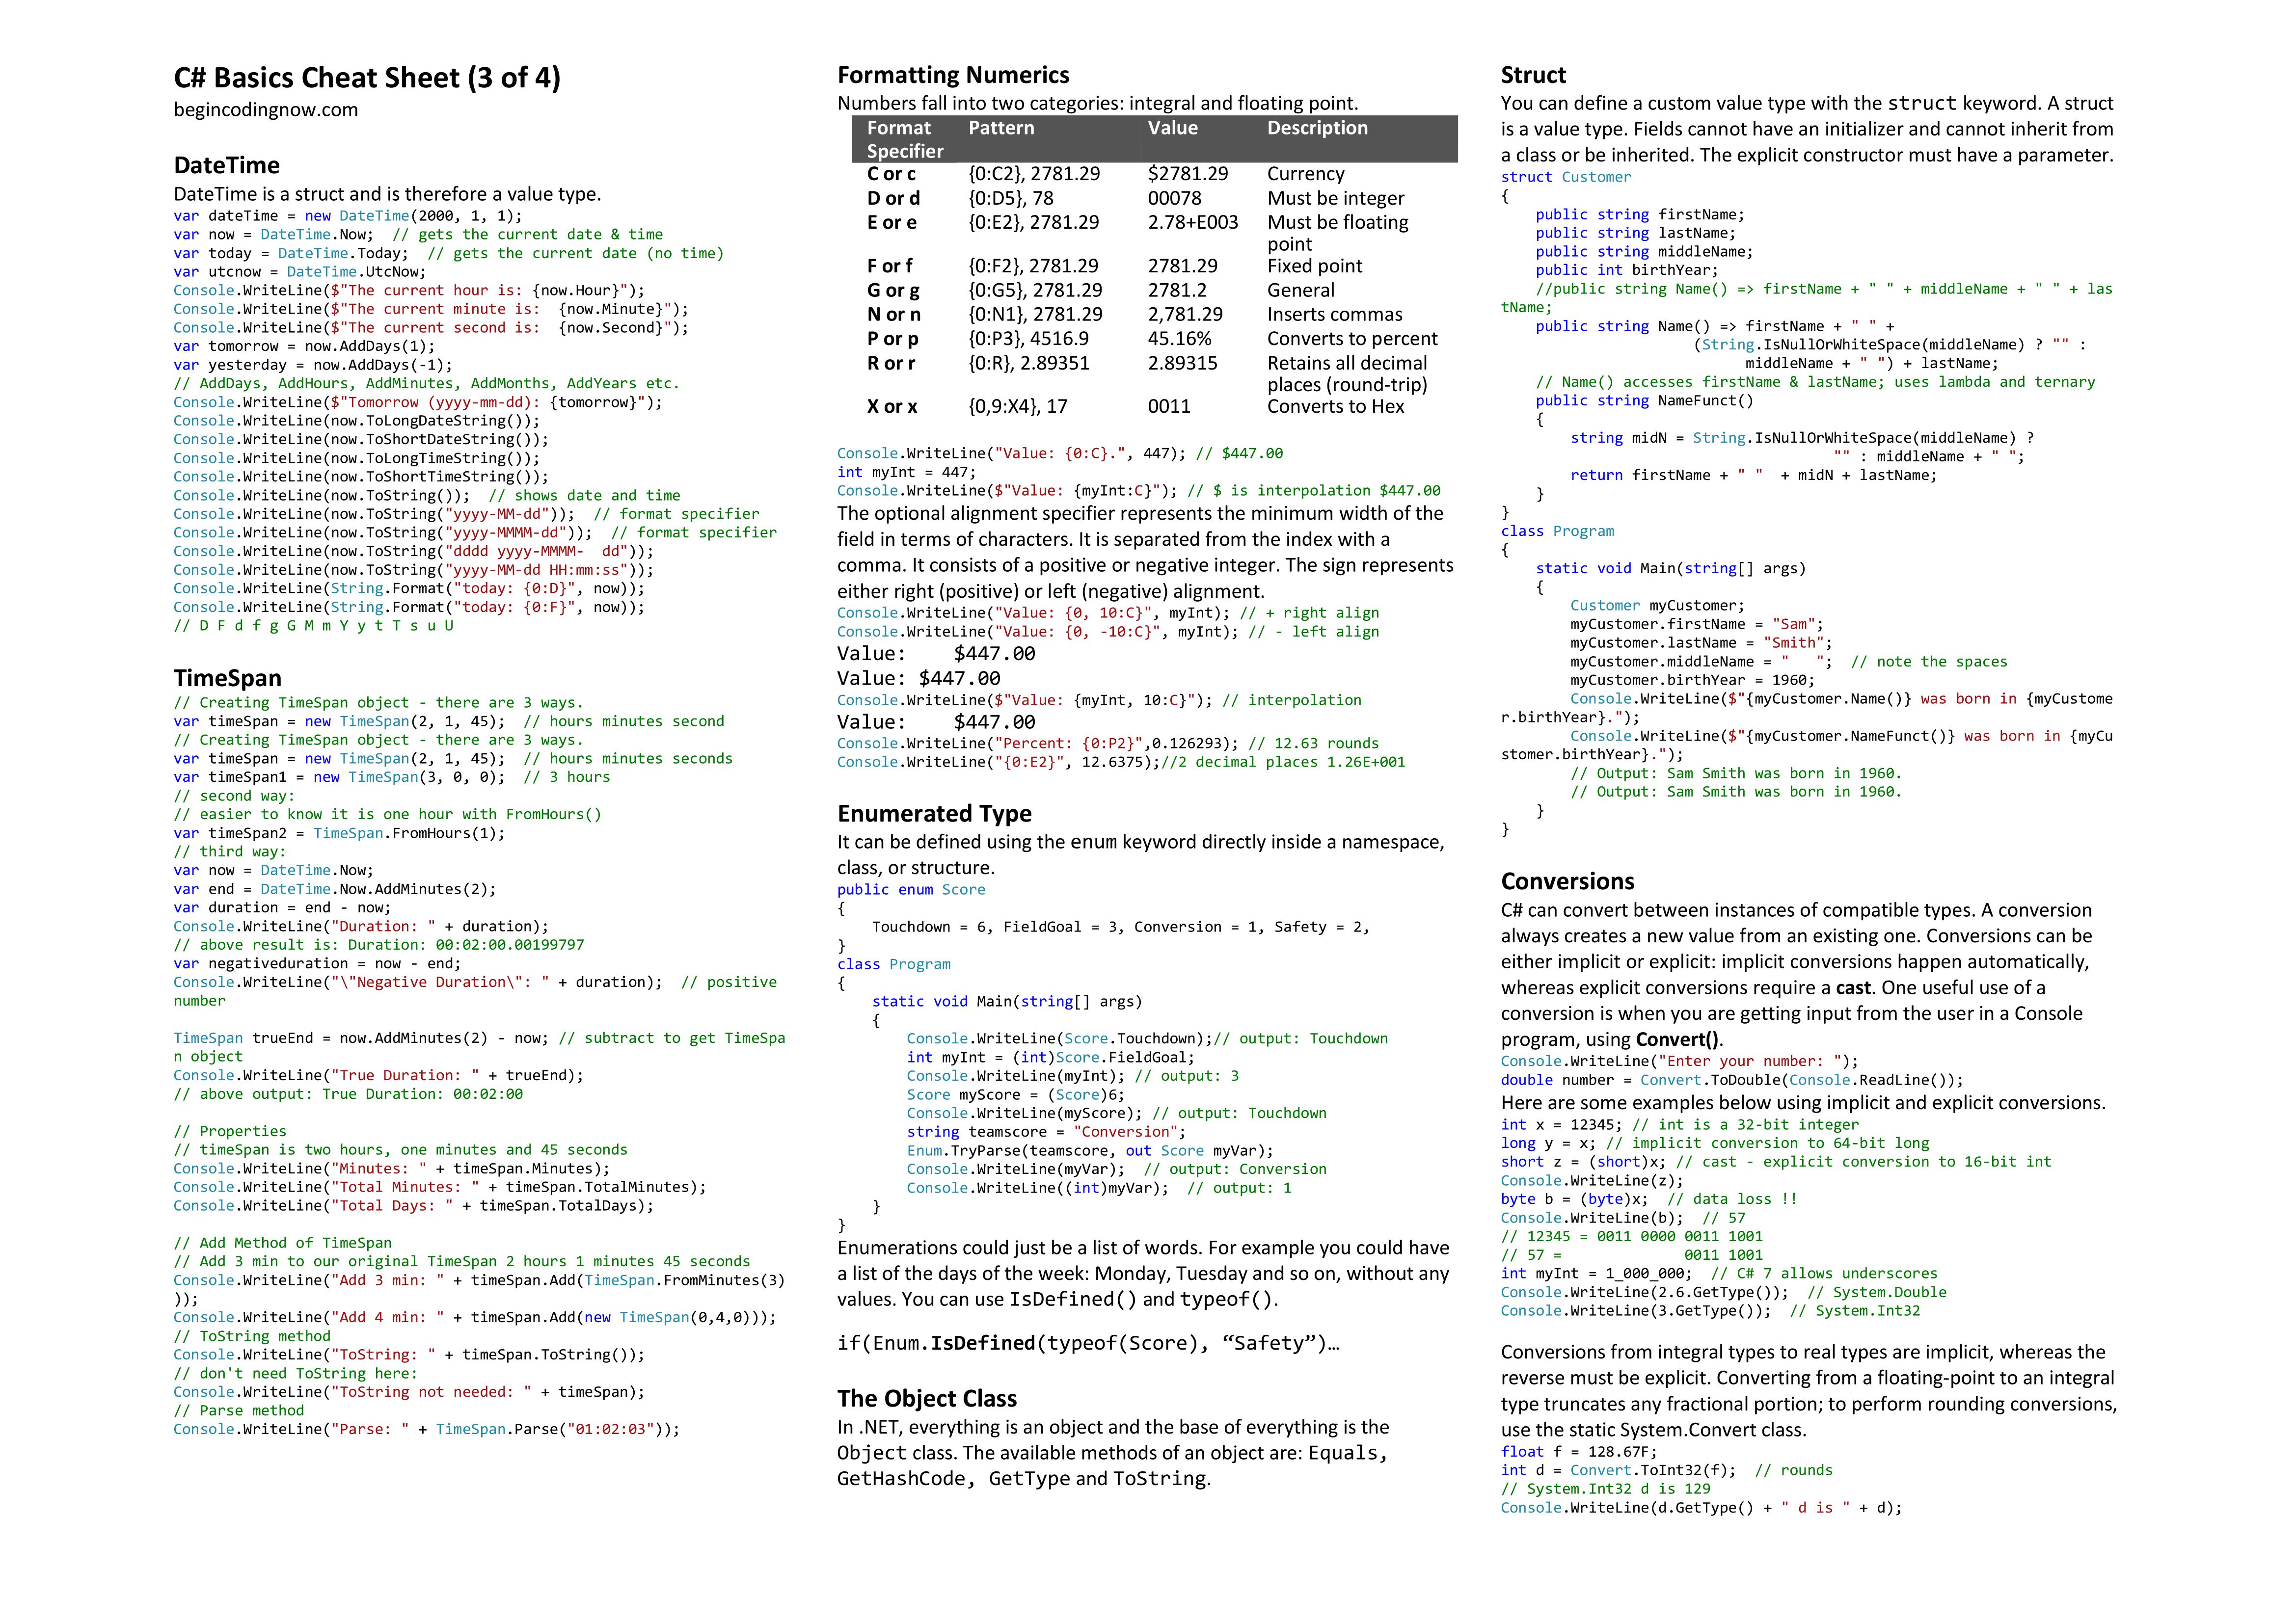 C# Basics Cheat Sheet (3 of 4)
begincodingnow.com
DateTime
DateTime is a struct and is therefore a value type.
var dateTime = new DateTime(2000, 1, 1);
var now = DateTime.Now;  // gets the current date & time
var today = DateTime.Today;  // gets the current date (no time)
var utcnow = DateTime.UtcNow;
Console.WriteLine($"The current hour is: {now.Hour}");
Console.WriteLine($"The current minute is:  {now.Minute}");
Console.WriteLine($"The current second is:  {now.Second}");
var tomorrow = now.AddDays(1);
var yesterday = now.AddDays(-1);
// AddDays, AddHours, AddMinutes, AddMonths, AddYears etc.
Console.WriteLine($"Tomorrow (yyyy-mm-dd): {tomorrow}");
Console.WriteLine(now.ToLongDateString());
Console.WriteLine(now.ToShortDateString());
Console.WriteLine(now.ToLongTimeString());
Console.WriteLine(now.ToShortTimeString());
Console.WriteLine(now.ToString());  // shows date and time
Console.WriteLine(now.ToString("yyyy-MM-dd"));  // format specifier
Console.WriteLine(now.ToString("yyyy-MMMM-dd"));  // format specifier
Console.WriteLine(now.ToString("dddd yyyy-MMMM-  dd"));
Console.WriteLine(now.ToString("yyyy-MM-dd HH:mm:ss"));
Console.WriteLine(String.Format("today: {0:D}", now));
Console.WriteLine(String.Format("today: {0:F}", now));
// D F d f g G M m Y y t T s u U
TimeSpan
// Creating TimeSpan object - there are 3 ways.
var timeSpan = new TimeSpan(2, 1, 45);  // hours minutes second
// Creating TimeSpan object - there are 3 ways.
var timeSpan = new TimeSpan(2, 1, 45);  // hours minutes seconds
var timeSpan1 = new TimeSpan(3, 0, 0);  // 3 hours
// second way:
// easier to know it is one hour with FromHours()
var timeSpan2 = TimeSpan.FromHours(1);
// third way:
var now = DateTime.Now;
var end = DateTime.Now.AddMinutes(2);
var duration = end - now;
Console.WriteLine("Duration: " + duration);
// above result is: Duration: 00:02:00.00199797
var negativeduration = now - end;
Console.WriteLine("\"Negative Duration\": " + duration);  // positive
number
TimeSpan trueEnd = now.AddMinutes(2) - now; // subtract to get TimeSpa
n object
Console.WriteLine("True Duration: " + trueEnd);
// above output: True Duration: 00:02:00
// Properties
// timeSpan is two hours, one minutes and 45 seconds
Console.WriteLine("Minutes: " + timeSpan.Minutes);
Console.WriteLine("Total Minutes: " + timeSpan.TotalMinutes);
Console.WriteLine("Total Days: " + timeSpan.TotalDays);
// Add Method of TimeSpan
// Add 3 min to our original TimeSpan 2 hours 1 minutes 45 seconds
Console.WriteLine("Add 3 min: " + timeSpan.Add(TimeSpan.FromMinutes(3)
));
Console.WriteLine("Add 4 min: " + timeSpan.Add(new TimeSpan(0,4,0)));
// ToString method
Console.WriteLine("ToString: " + timeSpan.ToString());
// don't need ToString here:
Console.WriteLine("ToString not needed: " + timeSpan);
// Parse method
Console.WriteLine("Parse: " + TimeSpan.Parse("01:02:03"));
Formatting Numerics
Numbers fall into two categories: integral and floating point.
Format Specifier  Pattern  Value  Description
C or c  {0:C2}, 2781.29  $2781.29  Currency
D or d  {0:D5}, 78  00078  Must be integer
E or e  {0:E2}, 2781.29  2.78+E003  Must be floating point
F or f  {0:F2}, 2781.29  2781.29  Fixed point
G or g  {0:G5}, 2781.29  2781.2  General
N or n  {0:N1}, 2781.29  2,781.29  Inserts commas
P or p  {0:P3}, 4516.9  45.16%  Converts to percent
R or r  {0:R}, 2.89351  2.89315  Retains all decimal places (round-trip)
X or x  {0,9:X4}, 17  0011  Converts to Hex
Console.WriteLine("Value: {0:C}.", 447); // $447.00
int myInt = 447;
Console.WriteLine($"Value: {myInt:C}"); // $ is interpolation $447.00
The optional alignment specifier represents the minimum width of the
field in terms of characters. It is separated from the index with a
comma. It consists of a positive or negative integer. The sign represents
either right (positive) or left (negative) alignment.
Console.WriteLine("Value: {0, 10:C}", myInt); // + right align
Console.WriteLine("Value: {0, -10:C}", myInt); // - left align
Value:    $447.00
Value: $447.00
Console.WriteLine($"Value: {myInt, 10:C}"); // interpolation
Value:    $447.00
Console.WriteLine("Percent: {0:P2}",0.126293); // 12.63 rounds
Console.WriteLine("{0:E2}", 12.6375);//2 decimal places 1.26E+001
Enumerated Type
It can be defined using the enum keyword directly inside a namespace,
class, or structure.
public enum Score
{
    Touchdown = 6, FieldGoal = 3, Conversion = 1, Safety = 2,
}
class Program
{
    static void Main(string[] args)
    {
        Console.WriteLine(Score.Touchdown);// output: Touchdown
        int myInt = (int)Score.FieldGoal;
        Console.WriteLine(myInt); // output: 3
        Score myScore = (Score)6;
        Console.WriteLine(myScore); // output: Touchdown
        string teamscore = "Conversion";
        Enum.TryParse(teamscore, out Score myVar);
        Console.WriteLine(myVar);  // output: Conversion
        Console.WriteLine((int)myVar);  // output: 1
    }
}
Enumerations could just be a list of words. For example you could have
a list of the days of the week: Monday, Tuesday and so on, without any
values. You can use IsDefined() and typeof().
if(Enum.IsDefined(typeof(Score), “Safety”)…
The Object Class
In .NET, everything is an object and the base of everything is the
Object class. The available methods of an object are: Equals,
GetHashCode, GetType and ToString.
Struct
You can define a custom value type with the struct keyword. A struct
is a value type. Fields cannot have an initializer and cannot inherit from
a class or be inherited. The explicit constructor must have a parameter.
struct Customer
{
    public string firstName;
    public string lastName;
    public string middleName;
    public int birthYear;
    //public string Name() => firstName + " " + middleName + " " + las
tName;
    public string Name() => firstName + " " +
                      (String.IsNullOrWhiteSpace(middleName) ? "" :
                            middleName + " ") + lastName;
    // Name() accesses firstName & lastName; uses lambda and ternary
    public string NameFunct()
    {
        string midN = String.IsNullOrWhiteSpace(middleName) ?
                                      "" : middleName + " ";
        return firstName + " "  + midN + lastName;
    }
}
class Program
{
    static void Main(string[] args)
    {
        Customer myCustomer;
        myCustomer.firstName = "Sam";
        myCustomer.lastName = "Smith";
        myCustomer.middleName = "   ";  // note the spaces
        myCustomer.birthYear = 1960;
        Console.WriteLine($"{myCustomer.Name()} was born in {myCustome
r.birthYear}.");
        Console.WriteLine($"{myCustomer.NameFunct()} was born in {myCu
stomer.birthYear}.");
        // Output: Sam Smith was born in 1960.
        // Output: Sam Smith was born in 1960.
    }
}
Conversions
C# can convert between instances of compatible types. A conversion
always creates a new value from an existing one. Conversions can be
either implicit or explicit: implicit conversions happen automatically,
whereas explicit conversions require a cast. One useful use of a
conversion is when you are getting input from the user in a Console
program, using Convert().
Console.WriteLine("Enter your number: ");
double number = Convert.ToDouble(Console.ReadLine());
Here are some examples below using implicit and explicit conversions.
int x = 12345; // int is a 32-bit integer
long y = x; // implicit conversion to 64-bit long
short z = (short)x; // cast - explicit conversion to 16-bit int
Console.WriteLine(z);
byte b = (byte)x;  // data loss !!
Console.WriteLine(b);  // 57
// 12345 = 0011 0000 0011 1001
// 57 =              0011 1001
int myInt = 1_000_000;  // C# 7 allows underscores
Console.WriteLine(2.6.GetType());  // System.Double
Console.WriteLine(3.GetType());  // System.Int32
Conversions from integral types to real types are implicit, whereas the
reverse must be explicit. Converting from a floating-point to an integral
type truncates any fractional portion; to perform rounding conversions,
use the static System.Convert class.
float f = 128.67F;
int d = Convert.ToInt32(f);  // rounds
// System.Int32 d is 129
Console.WriteLine(d.GetType() + " d is " + d);